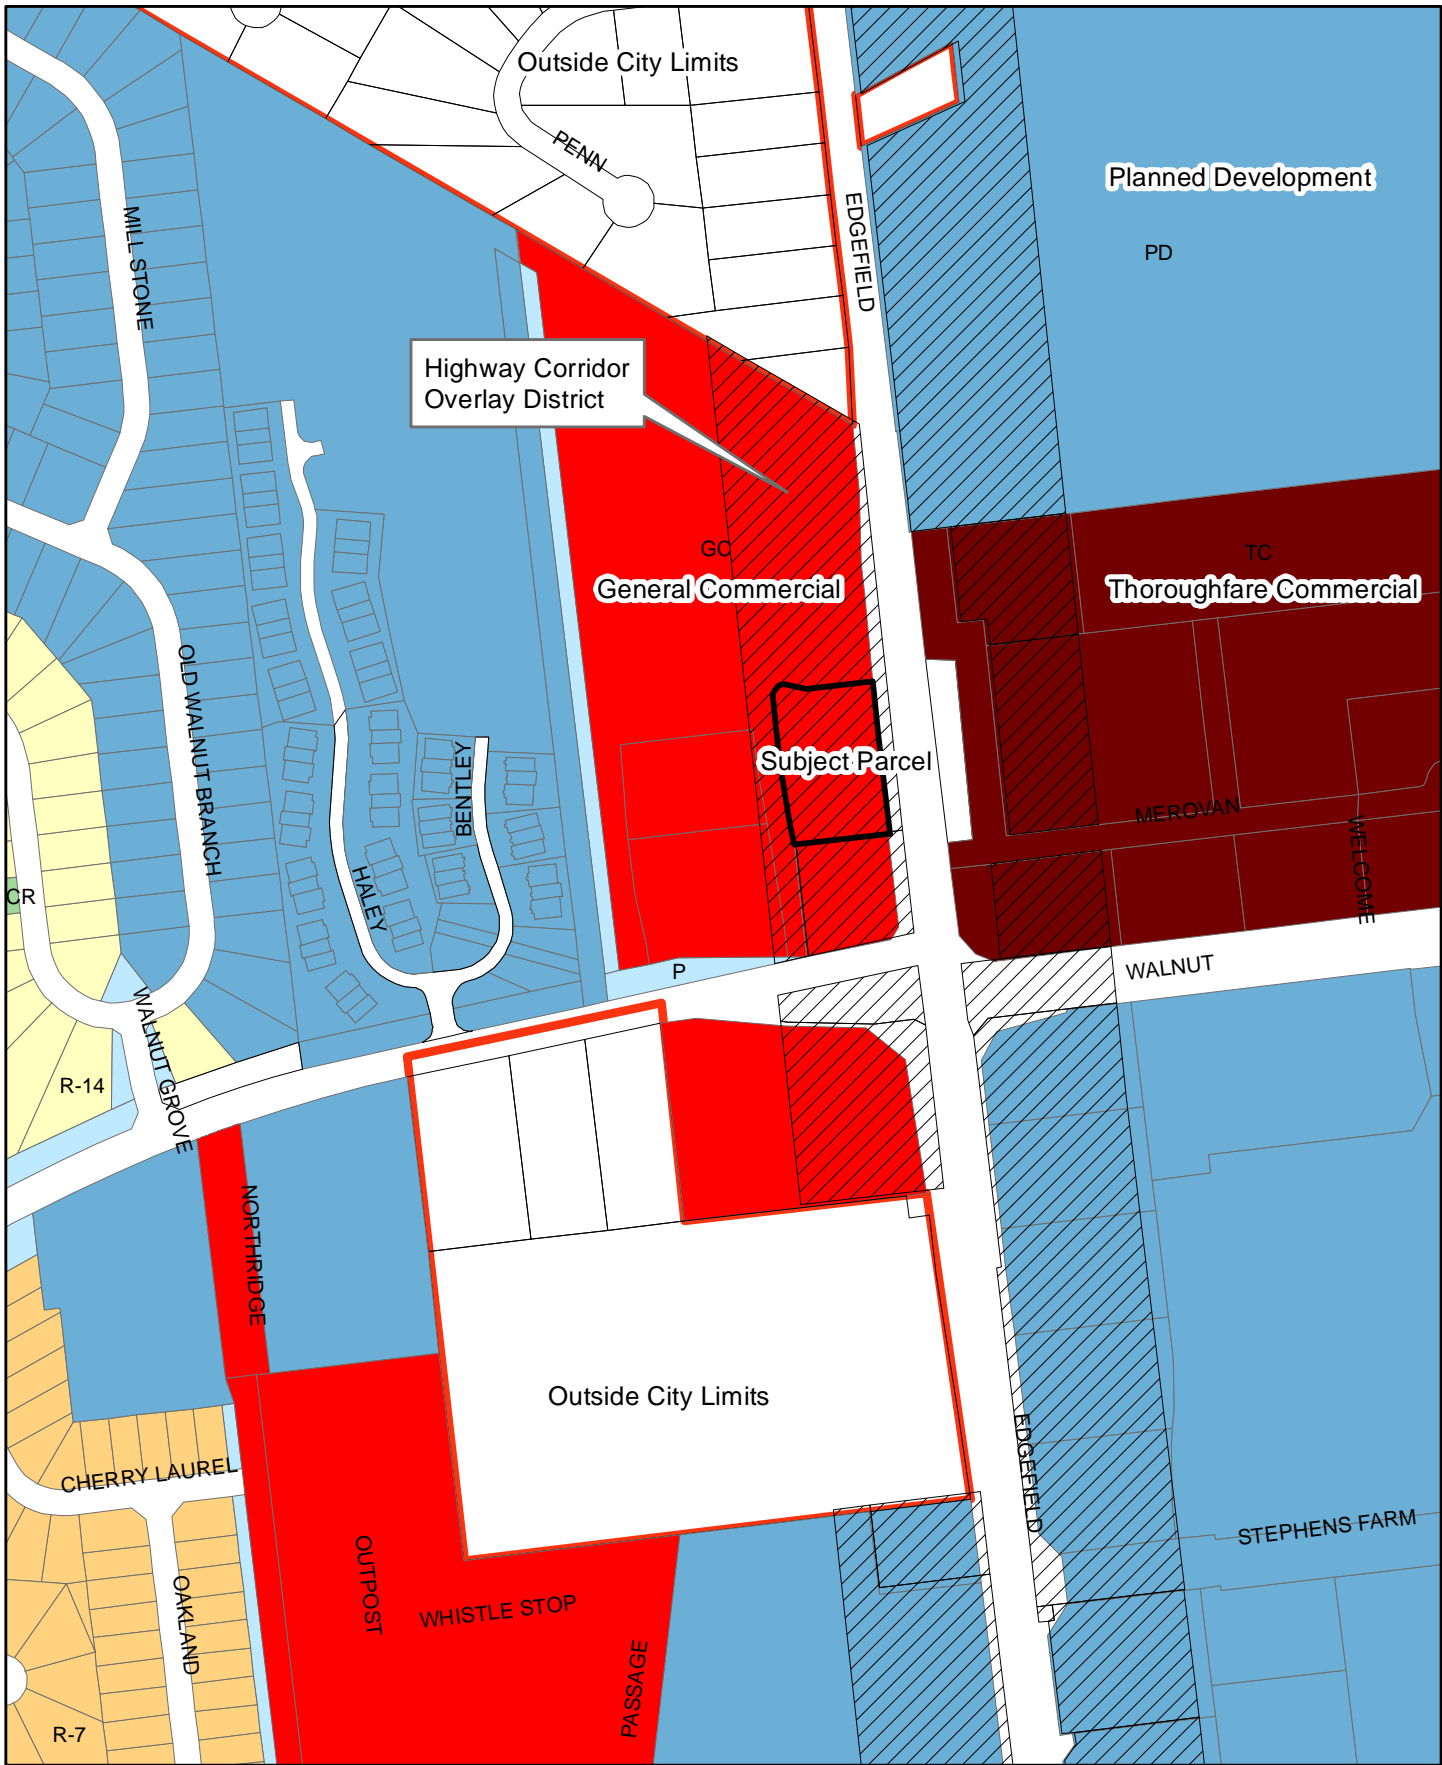 Outside City Limits
PENN
Planned Development
MILL STONE
EDGEFIELD
PD
Highway Corridor
Overlay District
GC
TC
General Commercial
Thoroughfare Commercial
OLD WALNUT BRANCH
Subject Parcel
BENTLEY
MEROVAN
WELCOME
HALEY
CR
P
WALNUT
WALNUT GROVE
R-14
NORTHRIDGE
Outside City Limits
EDGEFIELD
CHERRY LAUREL
STEPHENS FARM
OUTPOST
OAKLAND
WHISTLE STOP
PASSAGE
R-7